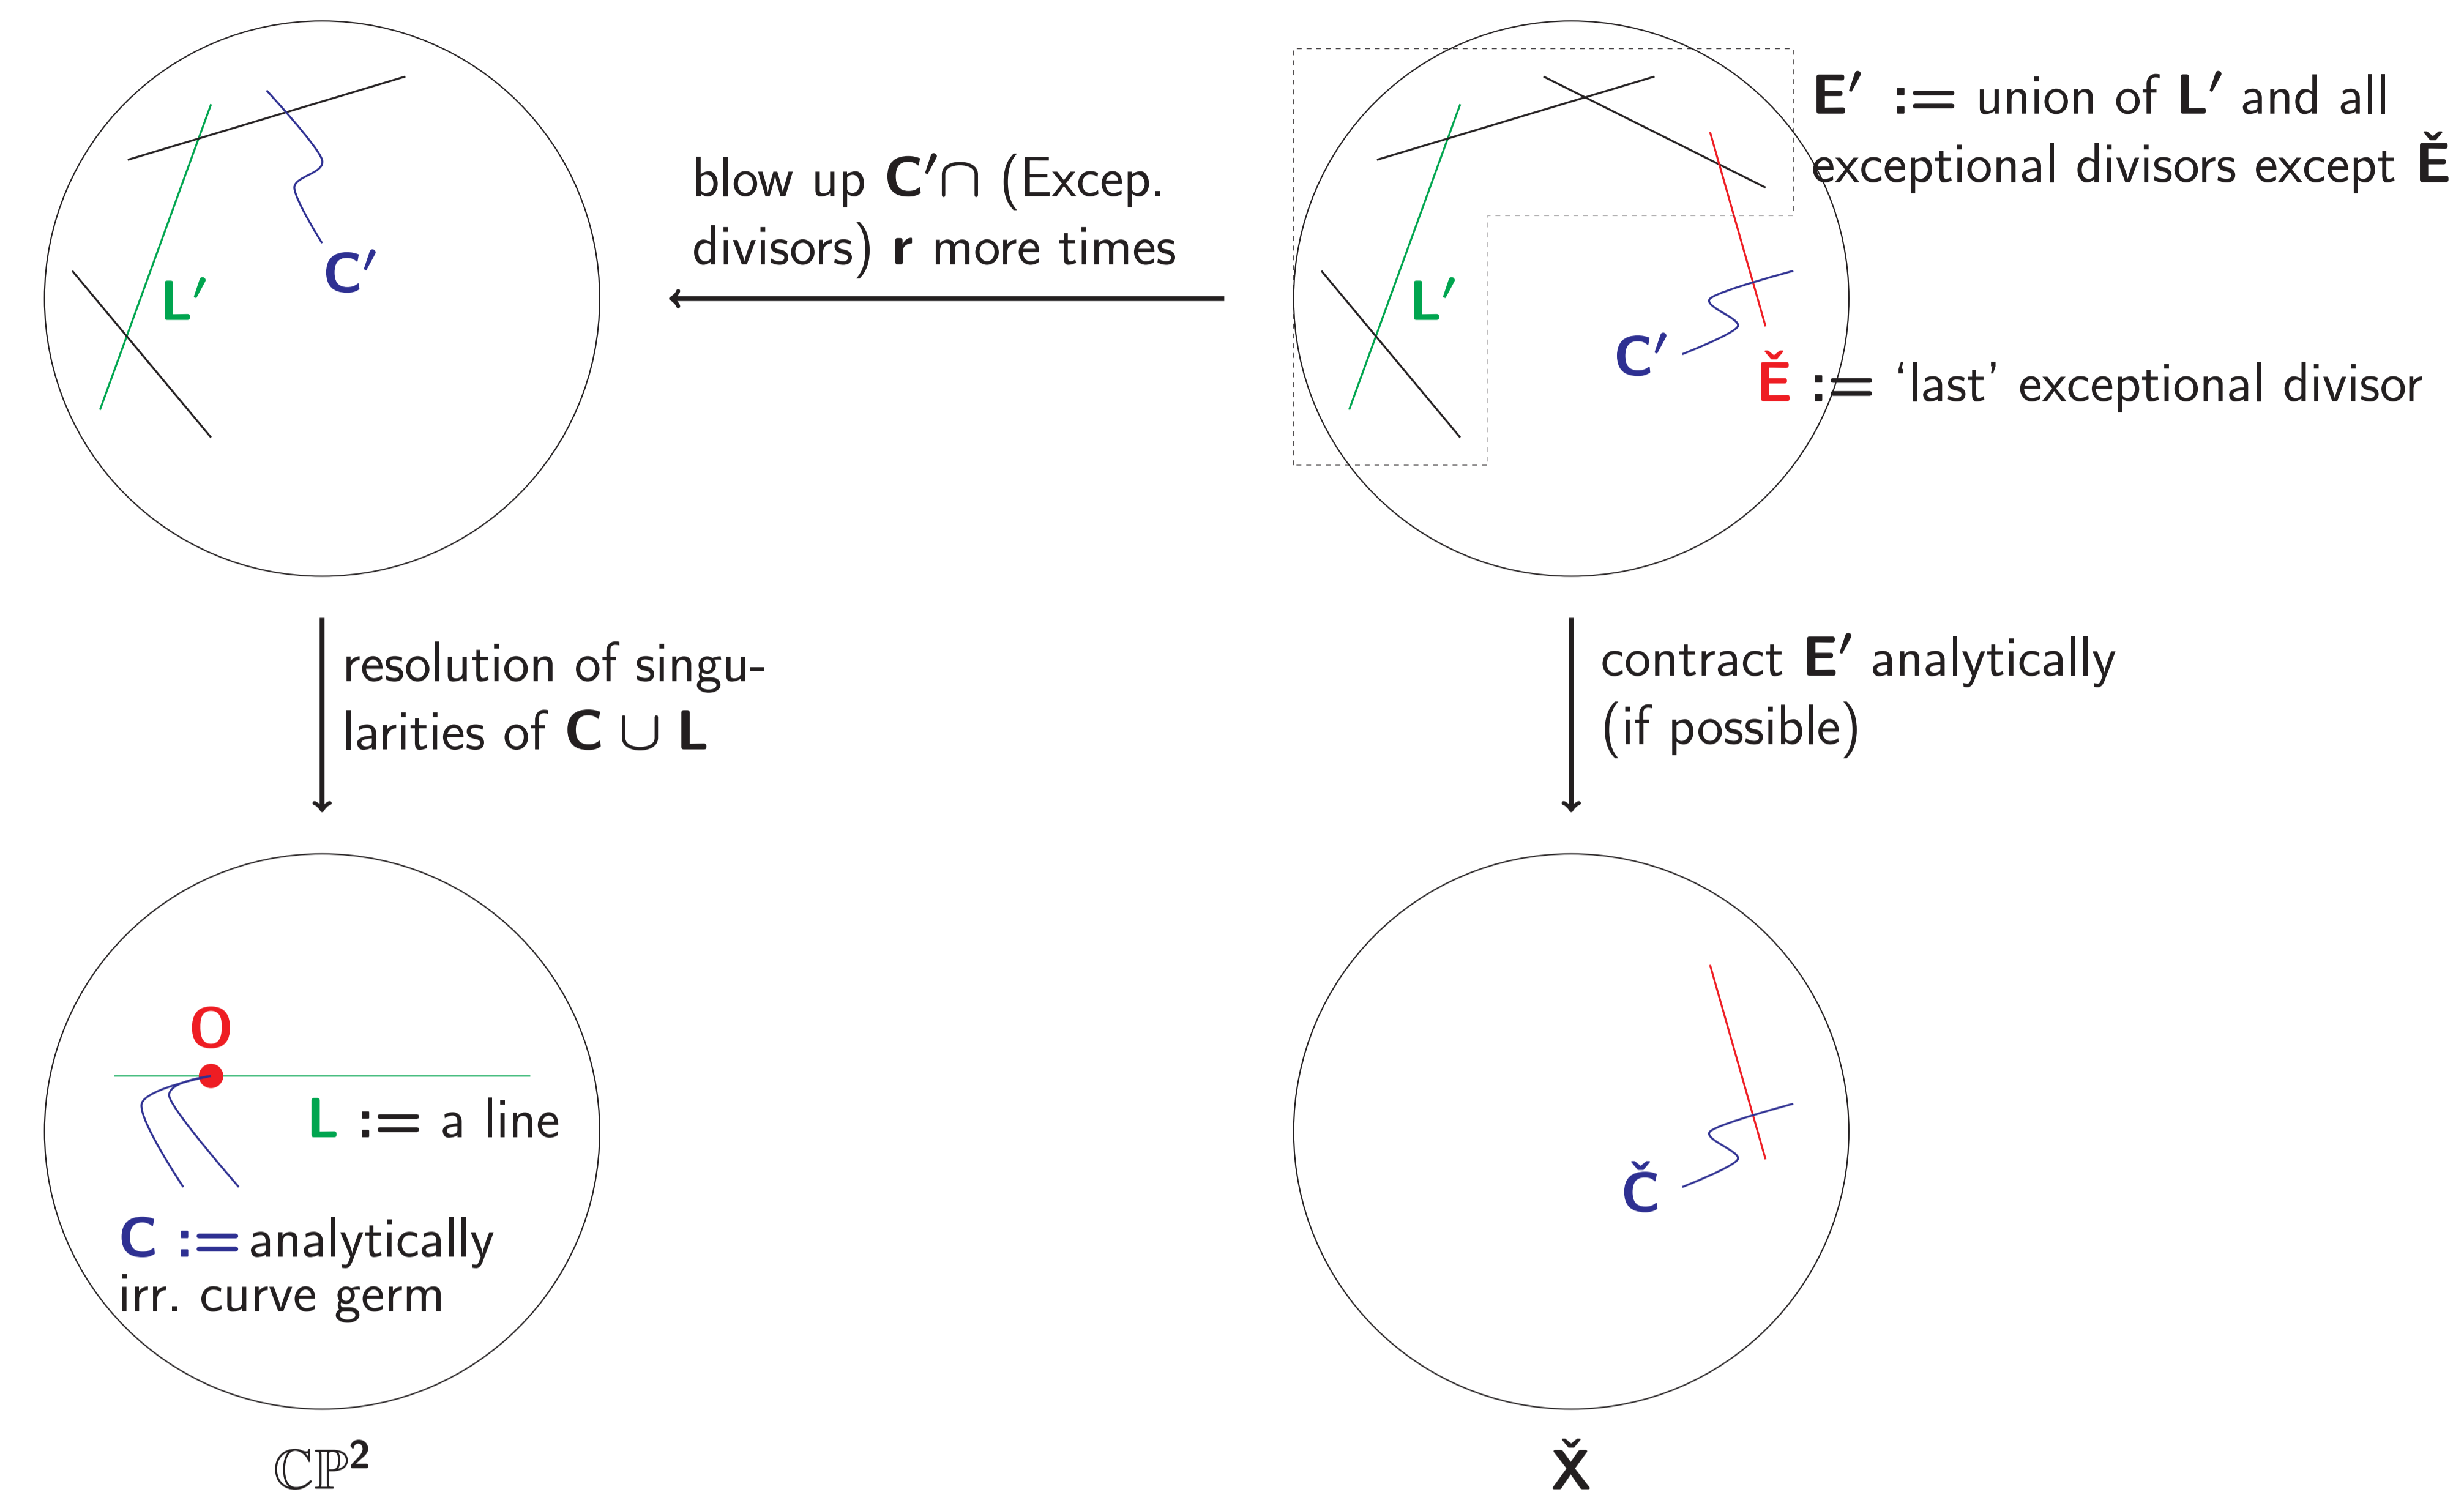 L′
C′
blow up C′∩ (Excep.
divisors) r more times
E′ := union of L′ and all
exceptional divisors except Ě
L′
C′
Ě := ‘last’ exceptional divisor
resolution of singu-
larities of C ∪ L
contract E′ analytically
(if possible)
O
L := a line
C := analytically
irr. curve germ
ℂℙ²
Č
X̌